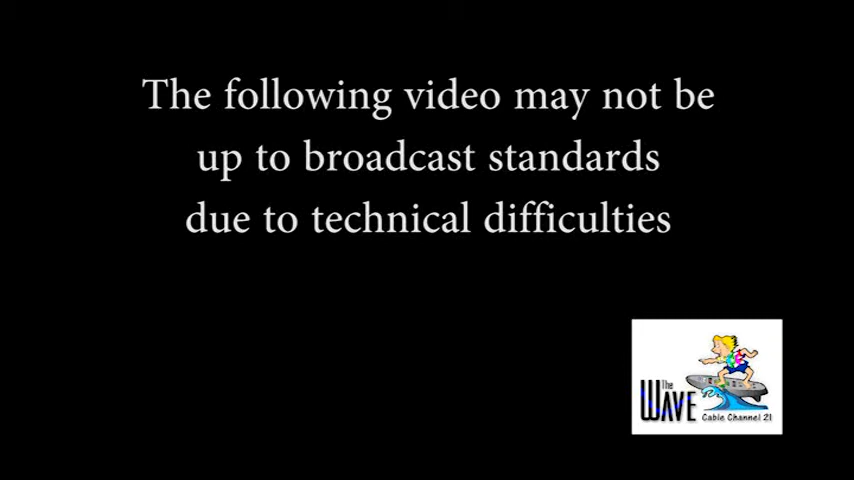 The following video may not be
up to broadcast standards
due to technical difficulties
The
WAVE
Cable Channel 21